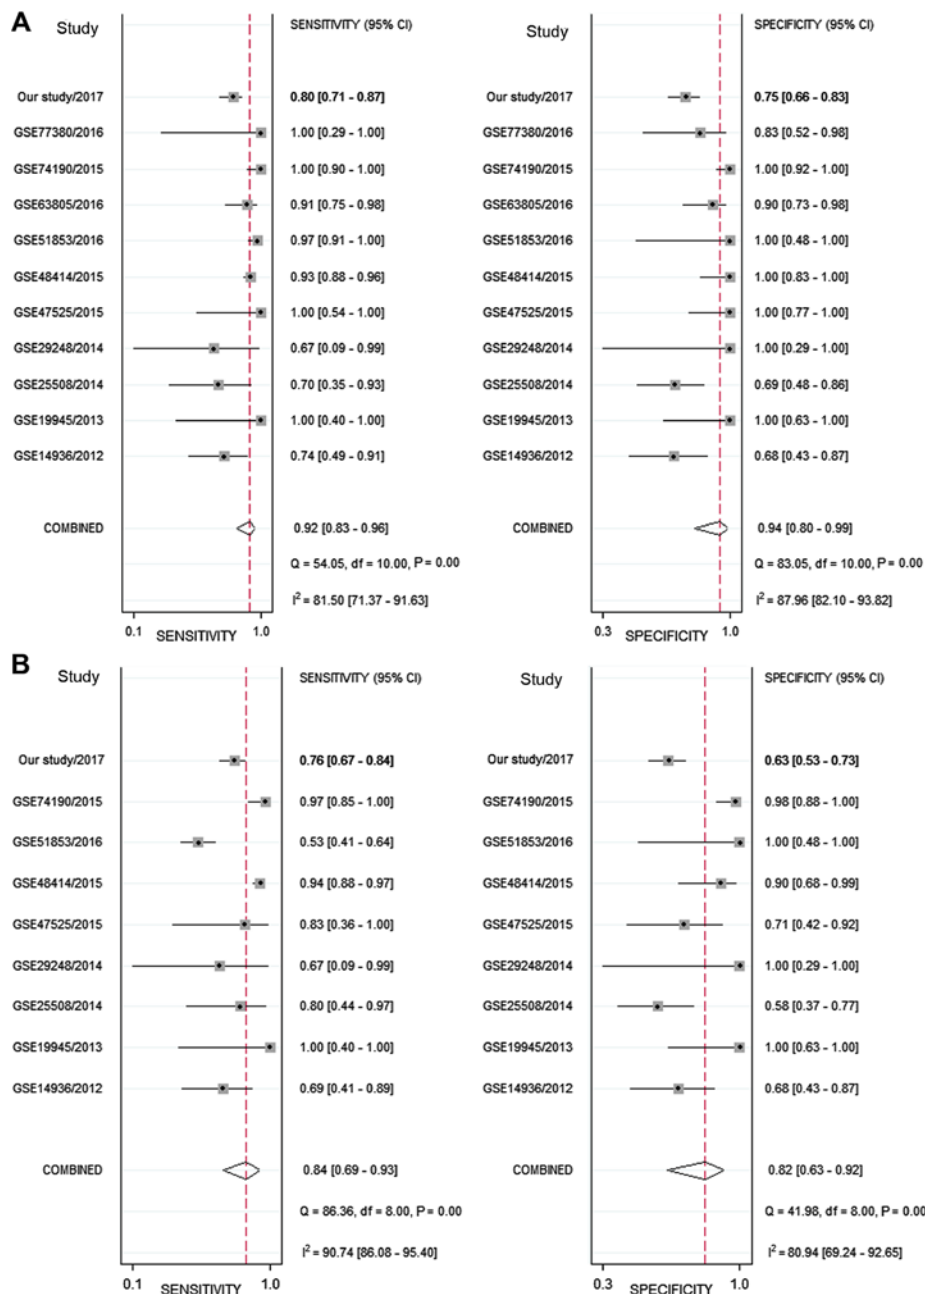 A
Study SENSITIVITY (95% CI) Study SPECIFICITY (95% CI)
Our study/2017 0.80 [0.71 - 0.87] Our study/2017 0.75 [0.66 - 0.83]
GSE77380/2016 1.00 [0.29 - 1.00] GSE77380/2016 0.83 [0.52 - 0.98]
GSE74190/2015 1.00 [0.90 - 1.00] GSE74190/2015 1.00 [0.92 - 1.00]
GSE63805/2016 0.91 [0.75 - 0.98] GSE63805/2016 0.90 [0.73 - 0.98]
GSE51853/2016 0.97 [0.91 - 1.00] GSE51853/2016 1.00 [0.48 - 1.00]
GSE48414/2015 0.93 [0.88 - 0.96] GSE48414/2015 1.00 [0.83 - 1.00]
GSE47525/2015 1.00 [0.54 - 1.00] GSE47525/2015 1.00 [0.77 - 1.00]
GSE29248/2014 0.67 [0.09 - 0.99] GSE29248/2014 1.00 [0.29 - 1.00]
GSE25508/2014 0.70 [0.35 - 0.93] GSE25508/2014 0.69 [0.48 - 0.86]
GSE19945/2013 1.00 [0.40 - 1.00] GSE19945/2013 1.00 [0.63 - 1.00]
GSE14936/2012 0.74 [0.49 - 0.91] GSE14936/2012 0.68 [0.43 - 0.87]
COMBINED 0.92 [0.83 - 0.96] COMBINED 0.94 [0.80 - 0.99]
Q = 54.05, df = 10.00, P = 0.00 Q = 83.05, df = 10.00, P = 0.00
I² = 81.50 [71.37 - 91.63] I² = 87.96 [82.10 - 93.82]
0.1 SENSITIVITY 1.0 0.3 SPECIFICITY 1.0
B
Study SENSITIVITY (95% CI) Study SPECIFICITY (95% CI)
Our study/2017 0.76 [0.67 - 0.84] Our study/2017 0.63 [0.53 - 0.73]
GSE74190/2015 0.97 [0.85 - 1.00] GSE74190/2015 0.98 [0.88 - 1.00]
GSE51853/2016 0.53 [0.41 - 0.64] GSE51853/2016 1.00 [0.48 - 1.00]
GSE48414/2015 0.94 [0.88 - 0.97] GSE48414/2015 0.90 [0.68 - 0.99]
GSE47525/2015 0.83 [0.36 - 1.00] GSE47525/2015 0.71 [0.42 - 0.92]
GSE29248/2014 0.67 [0.09 - 0.99] GSE29248/2014 1.00 [0.29 - 1.00]
GSE25508/2014 0.80 [0.44 - 0.97] GSE25508/2014 0.58 [0.37 - 0.77]
GSE19945/2013 1.00 [0.40 - 1.00] GSE19945/2013 1.00 [0.63 - 1.00]
GSE14936/2012 0.69 [0.41 - 0.89] GSE14936/2012 0.68 [0.43 - 0.87]
COMBINED 0.84 [0.69 - 0.93] COMBINED 0.82 [0.63 - 0.92]
Q = 86.36, df = 8.00, P = 0.00 Q = 41.98, df = 8.00, P = 0.00
I² = 90.74 [86.08 - 95.40] I² = 80.94 [69.24 - 92.65]
0.1 SENSITIVITY 1.0 0.3 SPECIFICITY 1.0